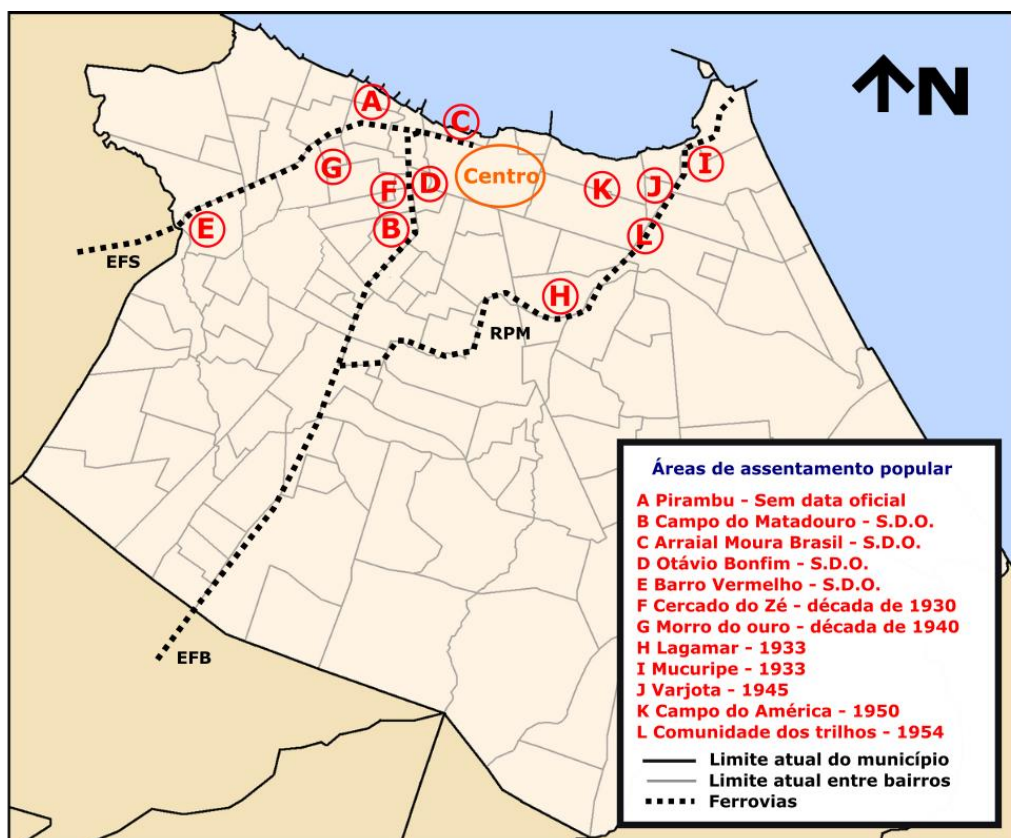 N
A
C
G
F
D
Centro
K
J
I
E
B
L
EFS
H
RPM
EFB
Áreas de assentamento popular
A Pirambu - Sem data oficial
B Campo do Matadouro - S.D.O.
C Arraial Moura Brasil - S.D.O.
D Otávio Bonfim - S.D.O.
E Barro Vermelho - S.D.O.
F Cercado do Zé - década de 1930
G Morro do ouro - década de 1940
H Lagamar - 1933
I Mucuripe - 1933
J Varjota - 1945
K Campo do América - 1950
L Comunidade dos trilhos - 1954
Limite atual do município
Limite atual entre bairros
Ferrovias